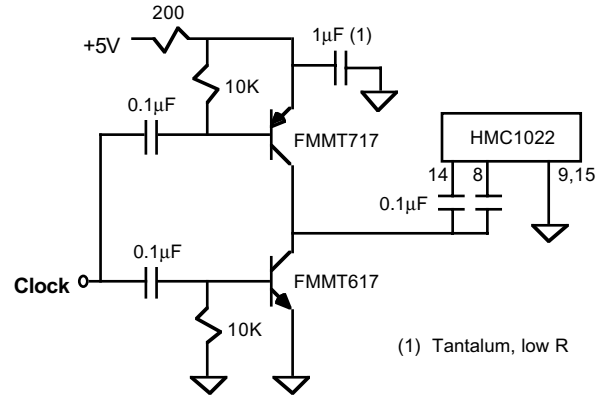 200
+5V
1μF (1)
10K
0.1μF
FMMT717
HMC1022
14
8
9,15
0.1μF
0.1μF
Clock
FMMT617
10K
(1) Tantalum, low R